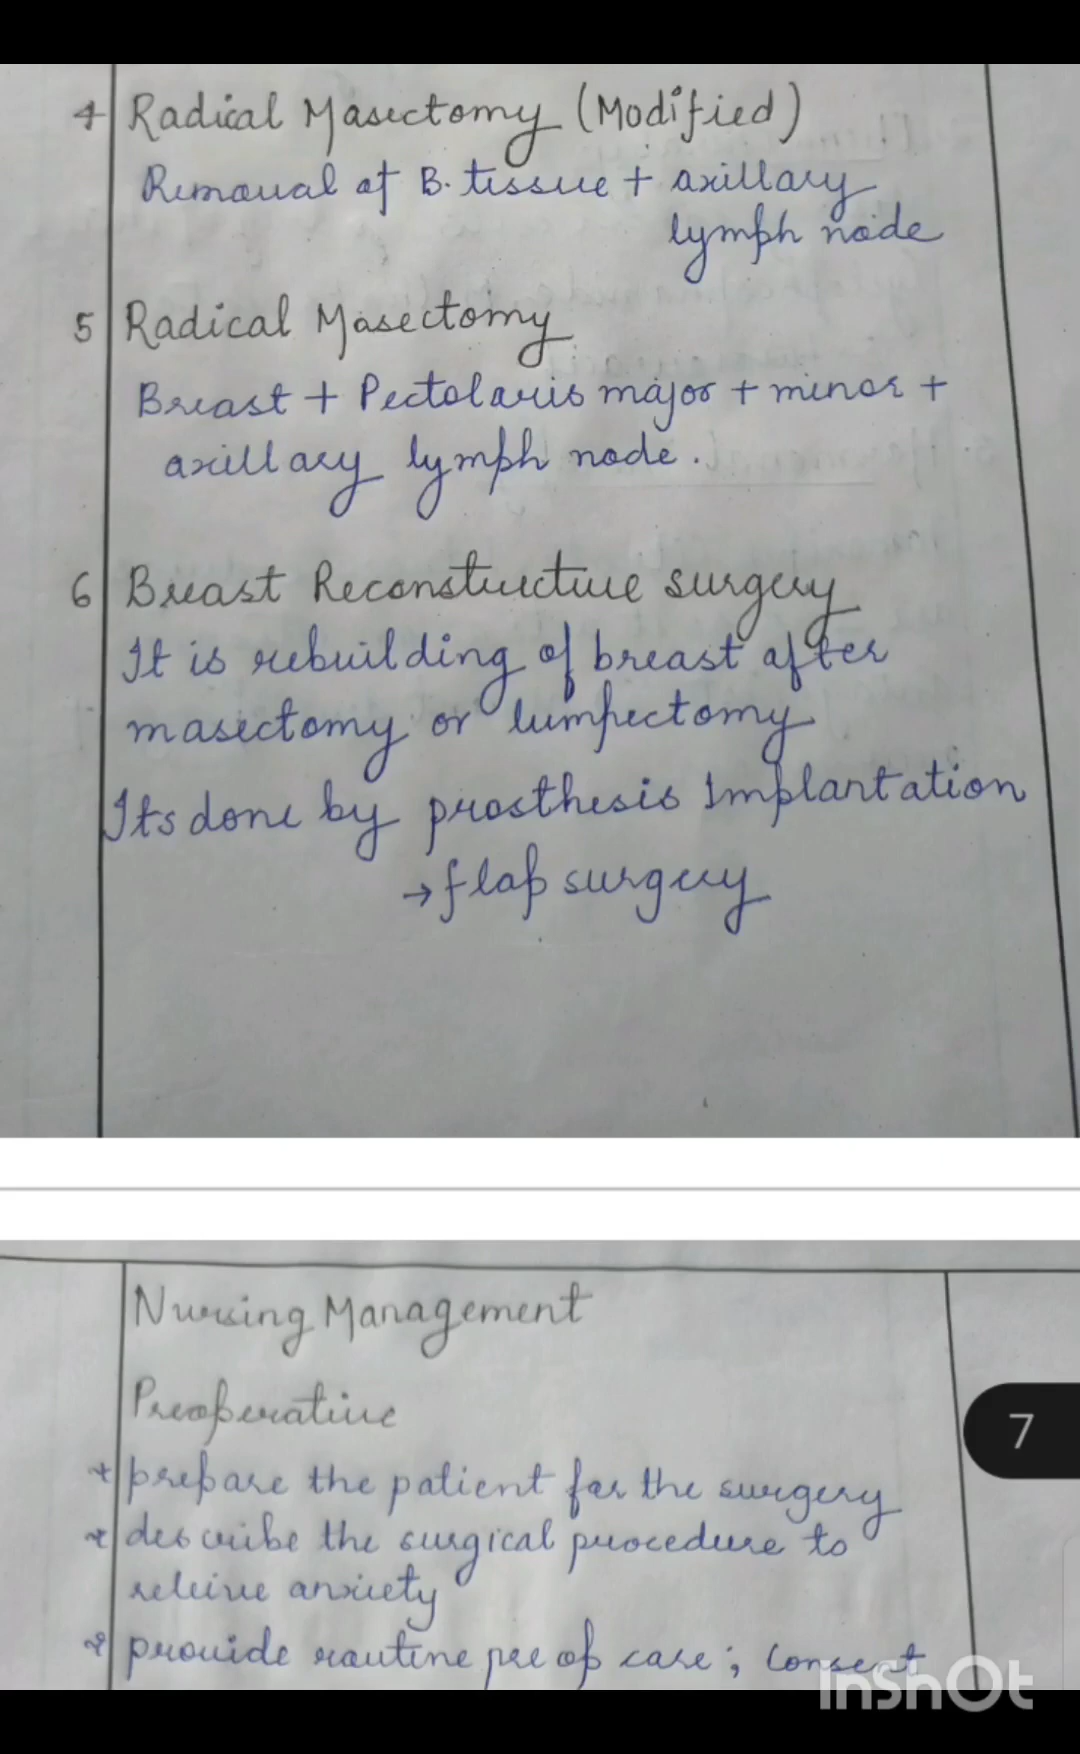 4 Radical Masectomy (Modified)
Removal of B. tissue + axillary
lymph node
5 Radical Masectomy
Breast + Pectolaris major + minor +
axillary lymph node.
6 Breast Reconstructive surgery
It is rebuilding of breast after
masectomy or lumpectomy
Its done by prosthesis Implantation
→ flap surgery
Nursing Management
Preoperative
* prepare the patient for the surgery
* describe the surgical procedure to
releive anxiety
* provide routine pre op care; Consent
7
InShOt